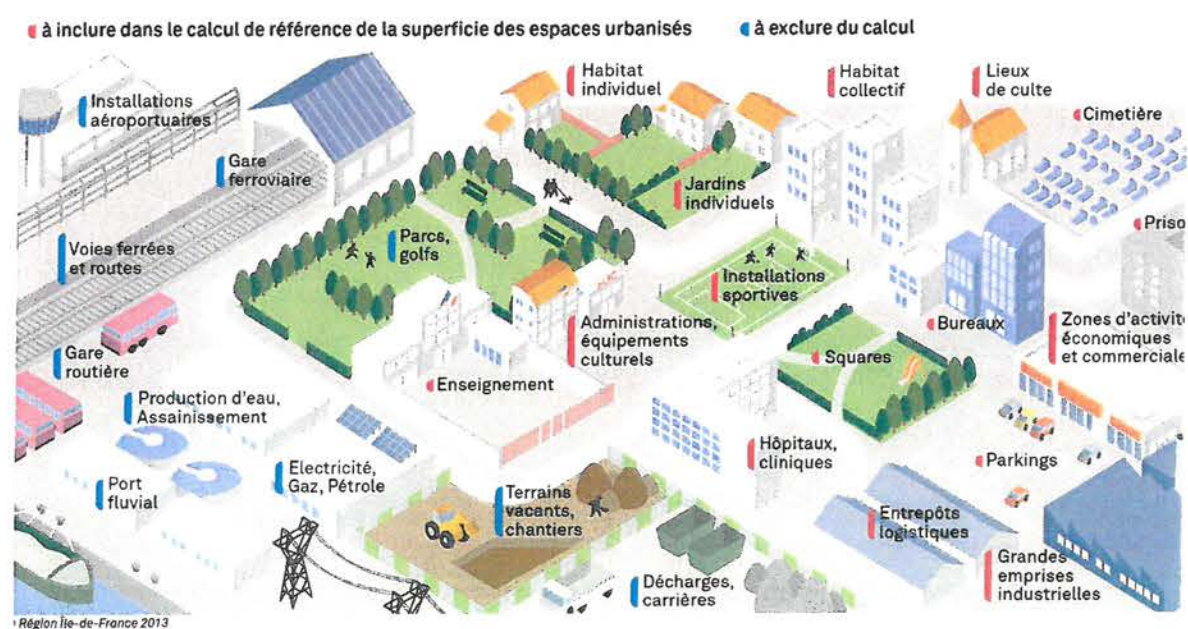 à inclure dans le calcul de référence de la superficie des espaces urbanisés
à exclure du calcul
Installations
aéroportuaires
Gare
ferroviaire
Voies ferrées
et routes
Gare
routière
Habitat
individuel
Habitat
collectif
Lieux
de culte
Cimetière
Jardins
individuels
Parcs,
golfs
Installations
sportives
Priso
Administrations,
équipements
culturels
Bureaux
Zones d'activité
économiques
et commerciale
Squares
Enseignement
Production d'eau,
Assainissement
Port
fluvial
Electricité,
Gaz, Pétrole
Terrains
vacants,
chantiers
Hôpitaux,
cliniques
Parkings
Entrepôts
logistiques
Grandes
emprises
industrielles
Décharges,
carrières
Région Île-de-France 2013